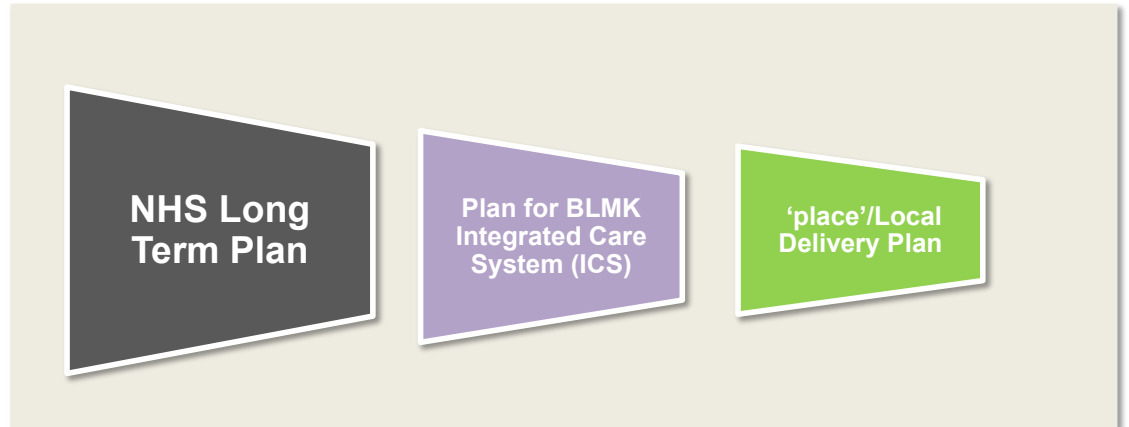 NHS Long
Term Plan
Plan for BLMK
Integrated Care
System (ICS)
‘place’/Local
Delivery Plan